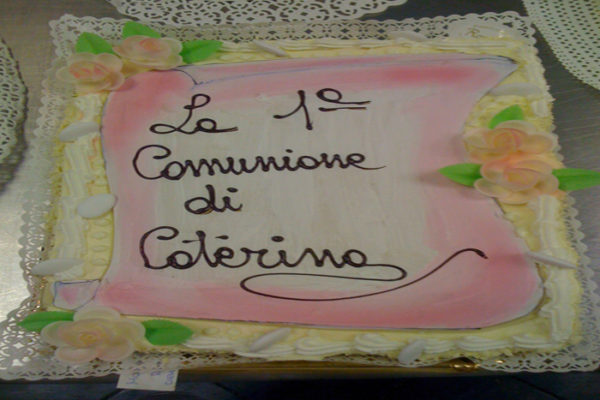 La 1ª
Comunione
di
Caterina